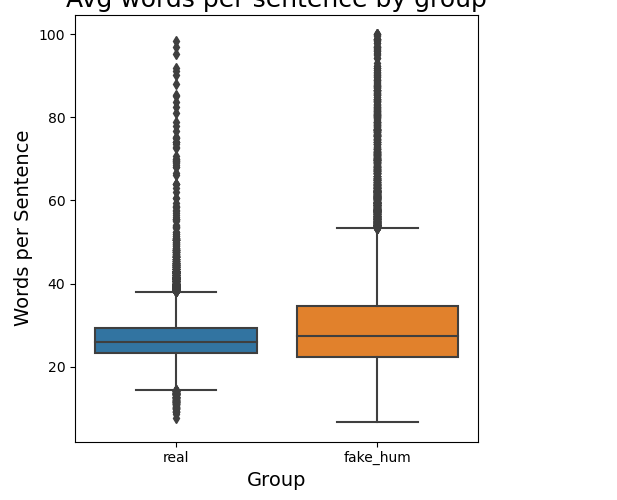 Avg words per sentence by group
100
80
60
40
20
Words per Sentence
real
fake_hum
Group